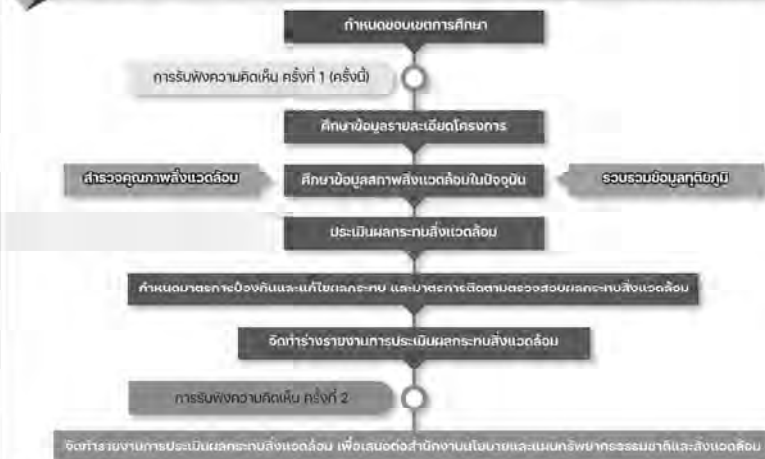 กำหนดขอบเขตการศึกษา
การรับฟังความคิดเห็น ครั้งที่ 1 (ครั้งนี้)
ศึกษาข้อมูลรายละเอียดโครงการ
สำรวจคุณภาพสิ่งแวดล้อม
ศึกษาข้อมูลสภาพสิ่งแวดล้อมในปัจจุบัน
รวบรวมข้อมูลทุติยภูมิ
ประเมินผลกระทบสิ่งแวดล้อม
กำหนดมาตรการป้องกันและแก้ไขผลกระทบ และมาตรการติดตามตรวจสอบผลกระทบสิ่งแวดล้อม
จัดทำร่างรายงานการประเมินผลกระทบสิ่งแวดล้อม
การรับฟังความคิดเห็น ครั้งที่ 2
จัดทำรายงานการประเมินผลกระทบสิ่งแวดล้อม เพื่อเสนอต่อสำนักงานนโยบายและแผนทรัพยากรธรรมชาติและสิ่งแวดล้อม